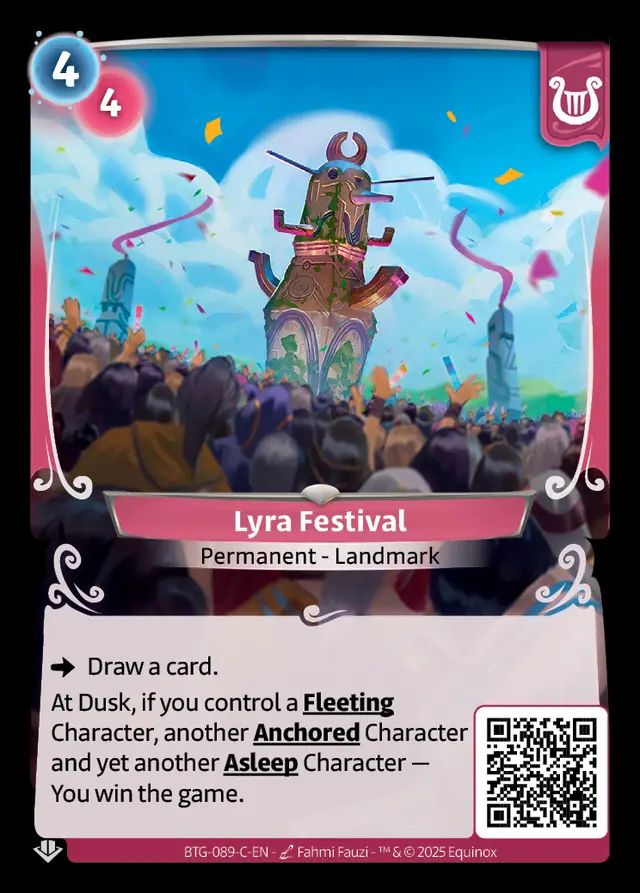 4
4
Lyra Festival
Permanent - Landmark
Draw a card.
At Dusk, if you control a Fleeting
Character, another Anchored Character
and yet another Asleep Character —
You win the game.
BTG-089-C-EN - Fahmi Fauzi - ™ & © 2025 Equinox